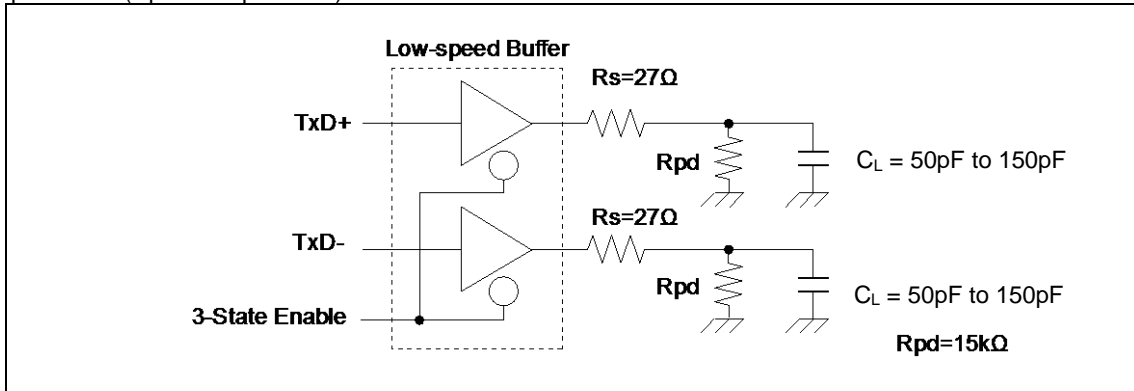 Low-speed Buffer
Rs=27Ω
TxD+
Rpd
CL = 50pF to 150pF
Rs=27Ω
TxD-
Rpd
CL = 50pF to 150pF
3-State Enable
Rpd=15kΩ